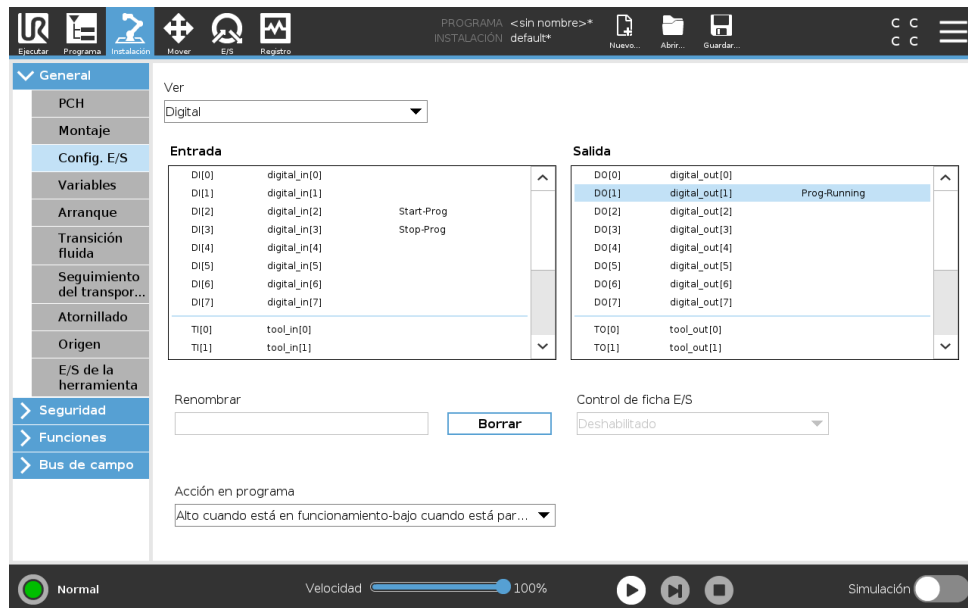 PROGRAMA <sin nombre>*
INSTALACIÓN default*
Ejecutar Programa Instalación Mover E/S Registro Nuevo... Abrir... Guardar...
C C
C C
General
PCH
Montaje
Config. E/S
Variables
Arranque
Transición
fluida
Seguimiento
del transpor...
Atornillado
Origen
E/S de la
herramienta
Seguridad
Funciones
Bus de campo
Ver
Digital
Entrada
DI[0] digital_in[0]
DI[1] digital_in[1]
DI[2] digital_in[2] Start-Prog
DI[3] digital_in[3] Stop-Prog
DI[4] digital_in[4]
DI[5] digital_in[5]
DI[6] digital_in[6]
DI[7] digital_in[7]
TI[0] tool_in[0]
TI[1] tool_in[1]
Salida
DO[0] digital_out[0]
DO[1] digital_out[1] Prog-Running
DO[2] digital_out[2]
DO[3] digital_out[3]
DO[4] digital_out[4]
DO[5] digital_out[5]
DO[6] digital_out[6]
DO[7] digital_out[7]
TO[0] tool_out[0]
TO[1] tool_out[1]
Renombrar
Borrar
Control de ficha E/S
Deshabilitado
Acción en programa
Alto cuando está en funcionamiento-bajo cuando está par...
Normal
Velocidad 100%
Simulación